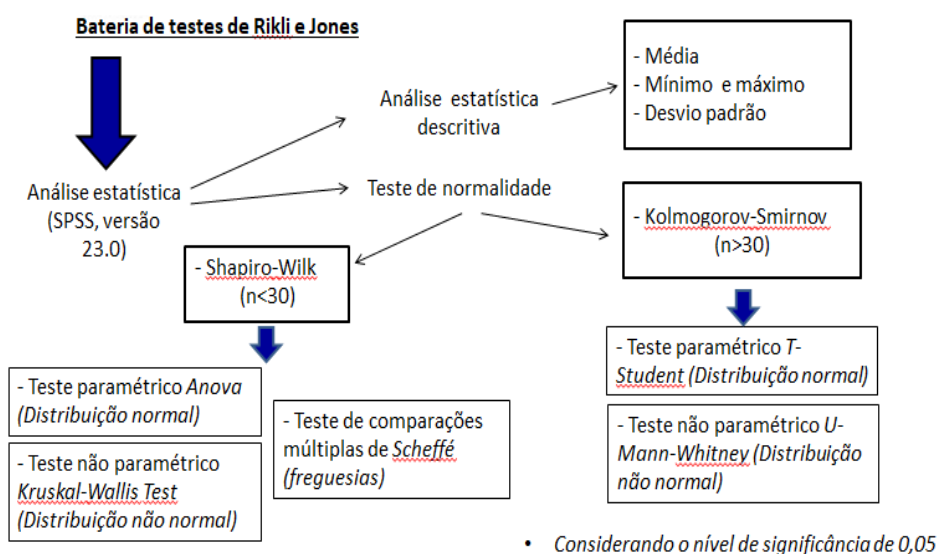 Bateria de testes de Rikli e Jones
Análise estatística
(SPSS, versão
23.0)
Análise estatística
descritiva
- Média
- Mínimo e máximo
- Desvio padrão
Teste de normalidade
- Shapiro-Wilk
(n<30)
- Kolmogorov-Smirnov
(n>30)
- Teste paramétrico Anova
(Distribuição normal)
- Teste não paramétrico
Kruskal-Wallis Test
(Distribuição não normal)
- Teste de comparações
múltiplas de Scheffé
(freguesias)
- Teste paramétrico T-
Student (Distribuição normal)
- Teste não paramétrico U-
Mann-Whitney (Distribuição
não normal)
• Considerando o nível de significância de 0,05